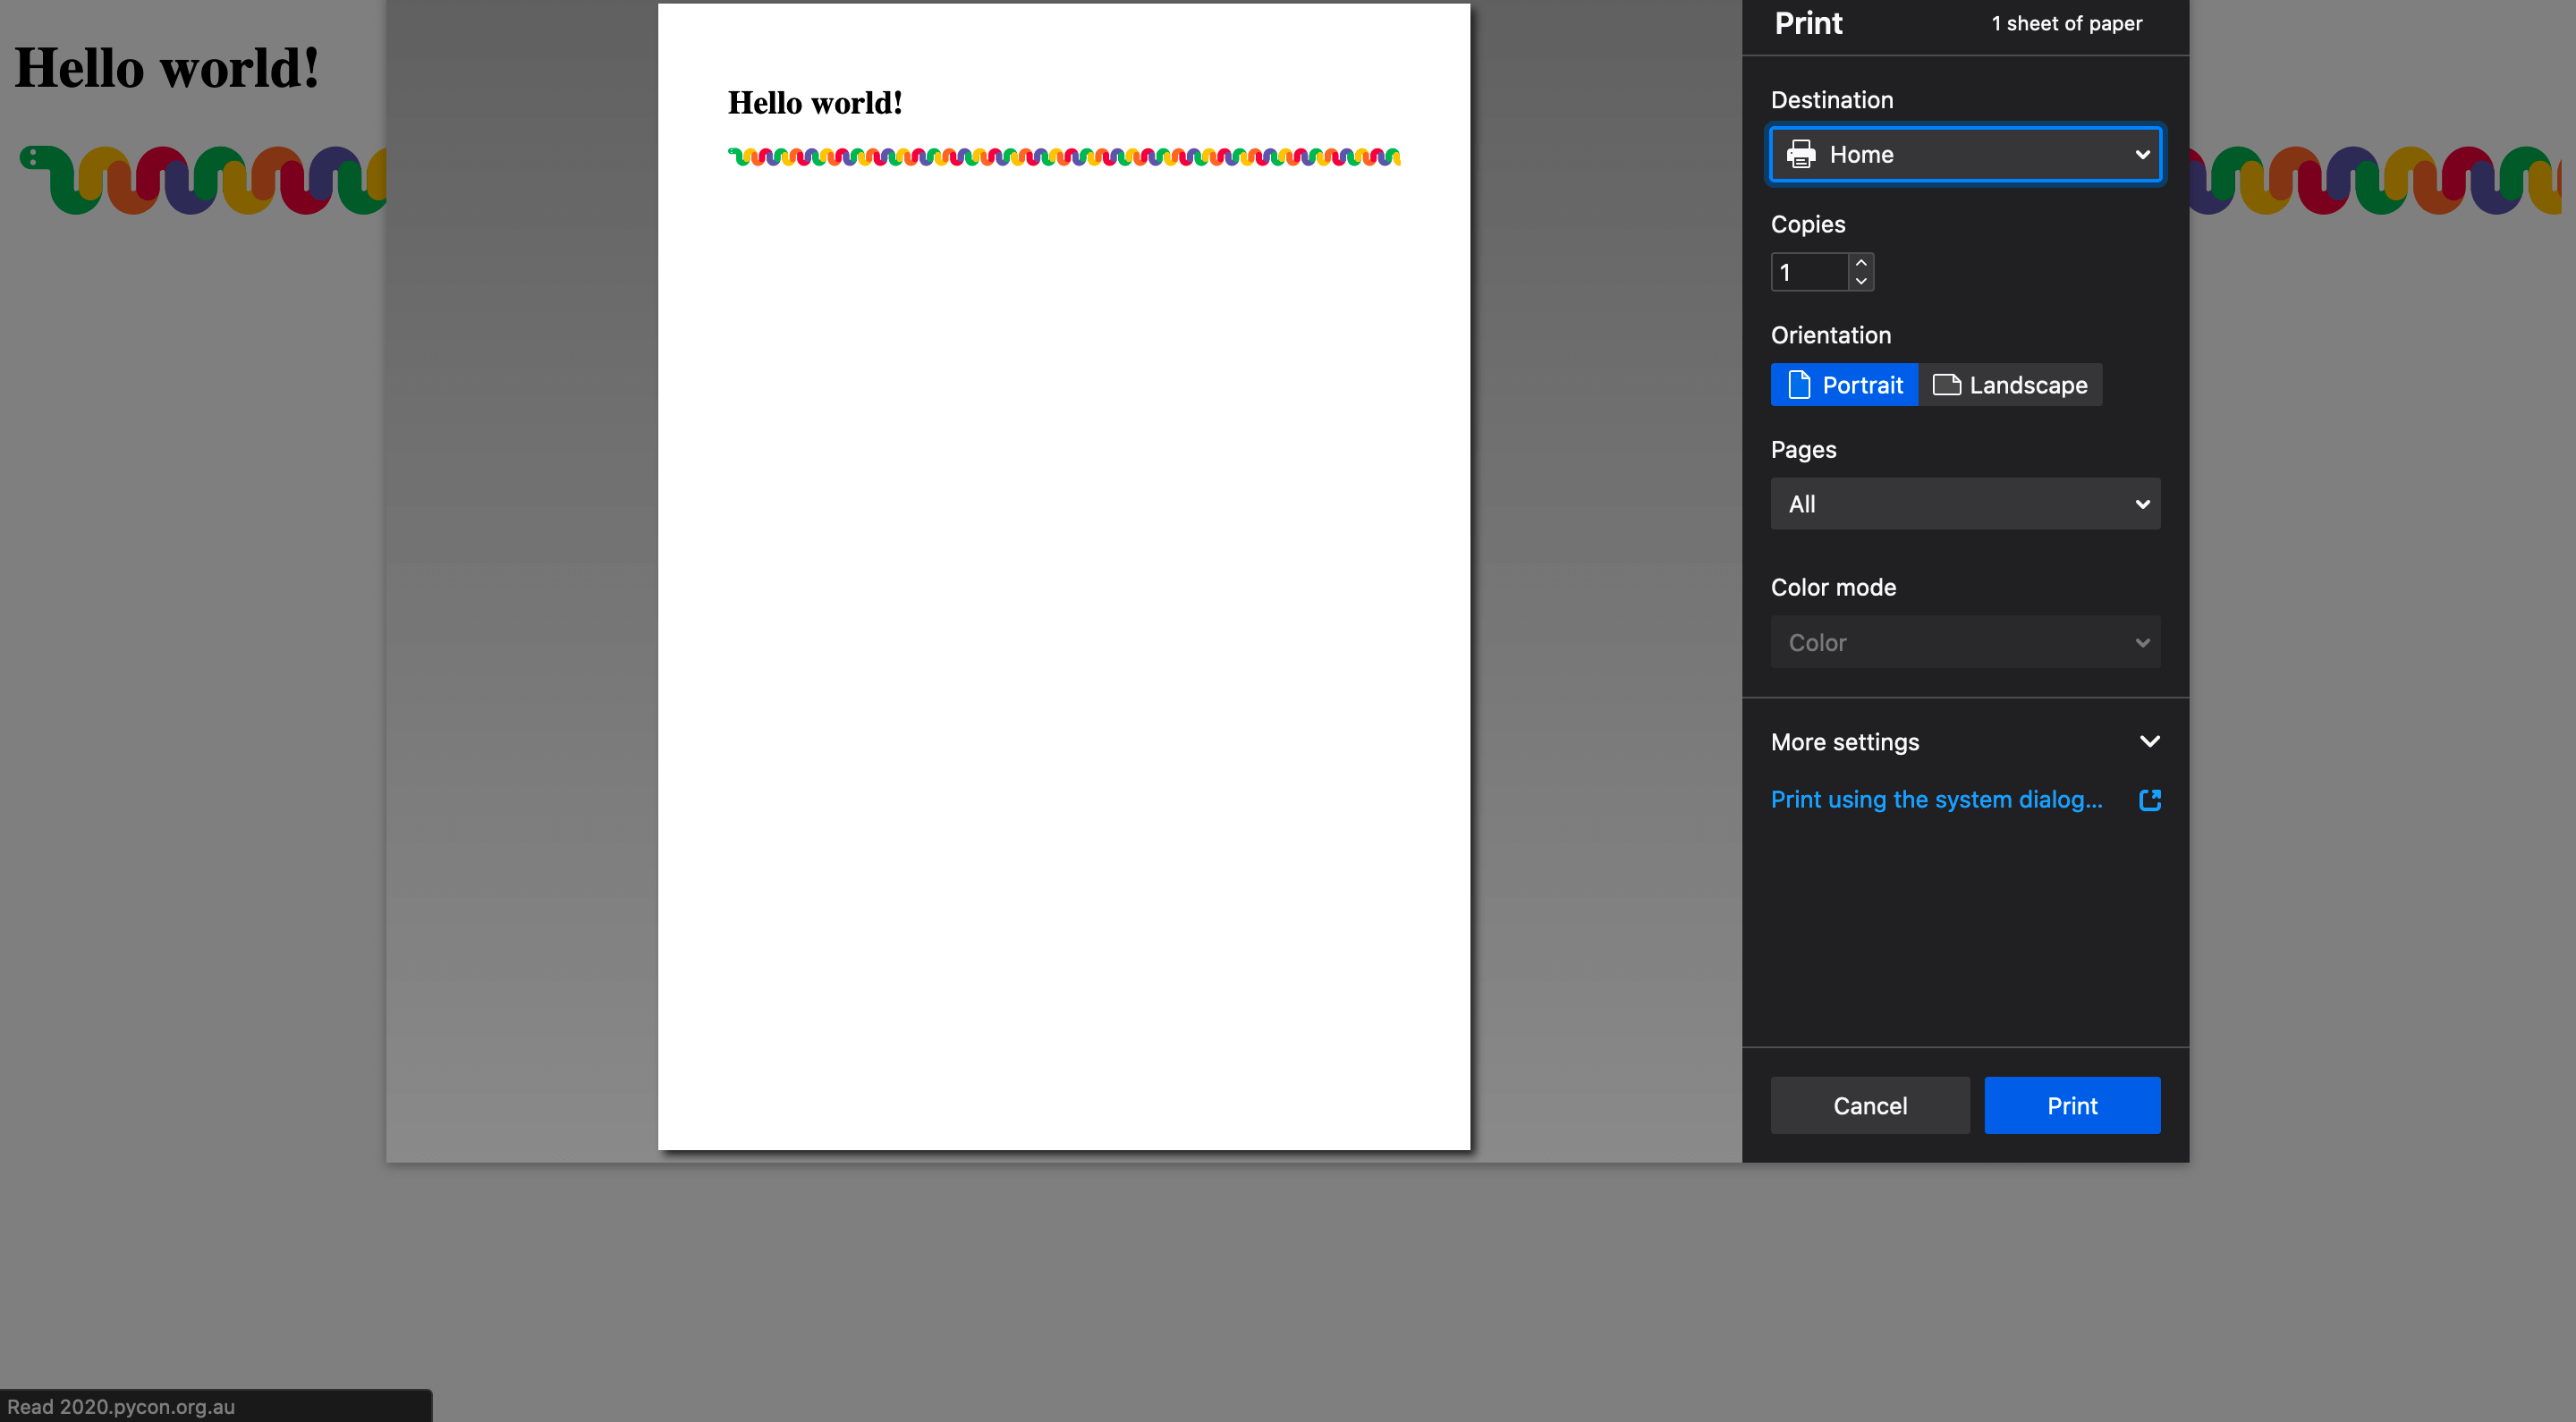 Hello world!
Hello world!
Print
1 sheet of paper
Destination
Home
Copies
1
Orientation
Portrait
Landscape
Pages
All
Color mode
Color
More settings
Print using the system dialog...
Cancel
Print
Read 2020.pycon.org.au